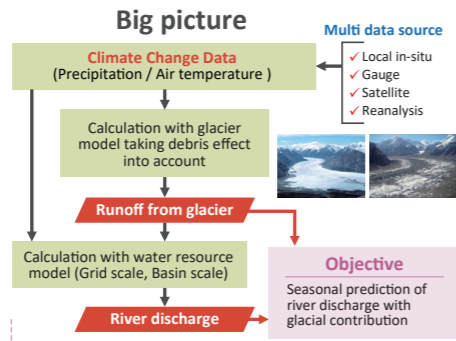 Big picture
Multi data source
Climate Change Data
(Precipitation / Air temperature )
✓ Local in-situ
✓ Gauge
✓ Satellite
✓ Reanalysis
Calculation with glacier
model taking debris effect
into account
Runoff from glacier
Calculation with water resource
model (Grid scale, Basin scale)
River discharge
Objective
Seasonal prediction of
river discharge with
glacial contribution